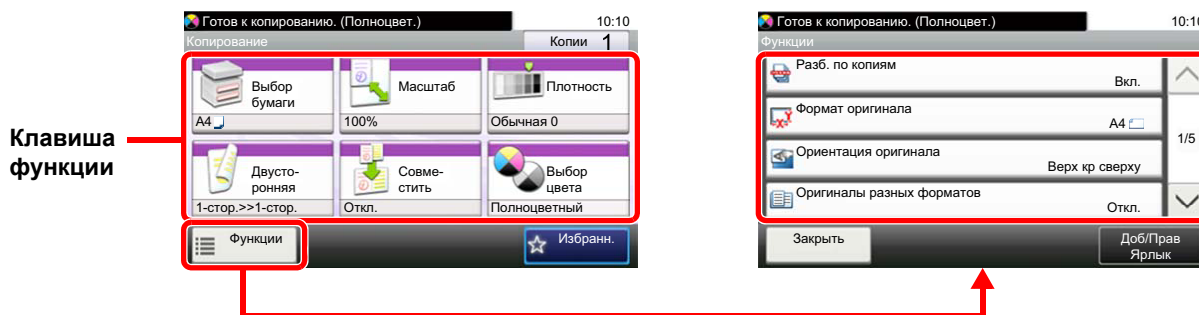 Готов к копированию. (Полноцвет.) 10:10
Копирование
Копии 1
Выбор
бумаги
A4
Масштаб
100%
Плотность
Обычная 0
Двусто-
ронняя
1-стор.>>1-стор.
Совме-
стить
Откл.
Выбор
цвета
Полноцветный
Функции
Избранн.
Клавиша
функции
Готов к копированию. (Полноцвет.) 10:10
Функции
Разб. по копиям
Вкл.
Формат оригинала
A4
Ориентация оригинала
Верх кр сверху
Оригиналы разных форматов
Откл.
1/5
Закрыть
Доб/Прав
Ярлык